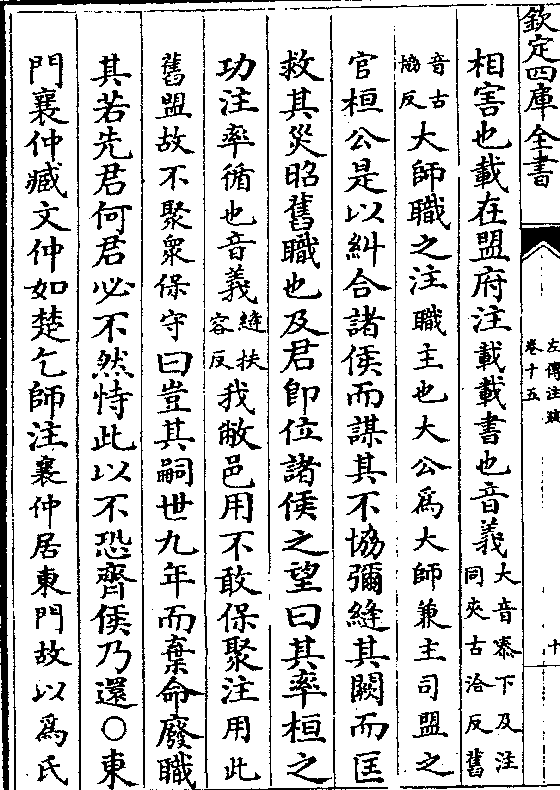 欽定四庫全書
左傳注疏
卷十五
十
相害也載在盟府注載載書也音義大音泰下及注同夾古洽反舊
音古協反大師職之注職主也大公爲大師兼主司盟之
官桓公是以糾合諸侯而謀其不協彌縫其闕而匡
救其災昭舊職也及君即位諸侯之望曰其率桓之
功注率循也音義縫扶容反我敝邑用不敢保聚注用此
舊盟故不聚衆保守曰豈其嗣世九年而棄命廢職
其若先君何君必不然恃此以不恐齊侯乃還○東
門襄仲臧文仲如楚乞師注襄仲居東門故以爲氏